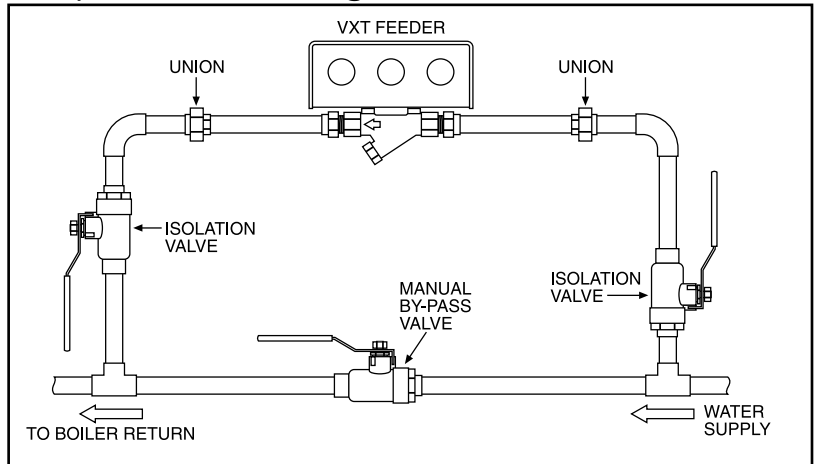 VXT FEEDER
UNION
UNION
ISOLATION
VALVE
MANUAL
BY-PASS
VALVE
ISOLATION
VALVE
TO BOILER RETURN
WATER
SUPPLY